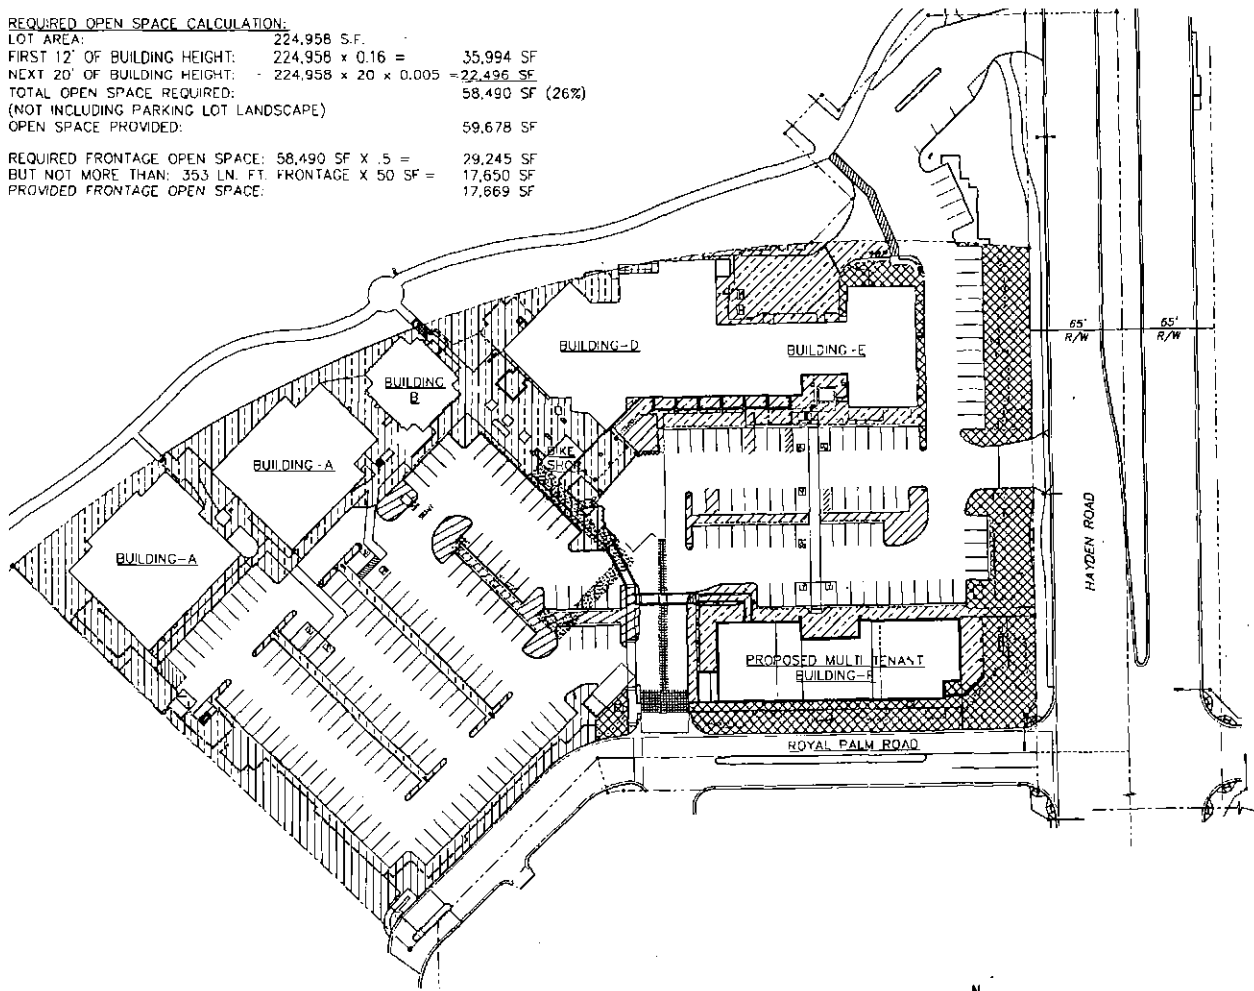 REQUIRED OPEN SPACE CALCULATION:
LOT AREA: 224,958 S.F.
FIRST 12' OF BUILDING HEIGHT: 224,958 x 0.16 = 35,994 SF
NEXT 20' OF BUILDING HEIGHT: - 224,958 x 20 x 0.005 = 22,496 SF
TOTAL OPEN SPACE REQUIRED: 58,490 SF (26%)
(NOT INCLUDING PARKING LOT LANDSCAPE)
OPEN SPACE PROVIDED: 59,678 SF
REQUIRED FRONTAGE OPEN SPACE: 58,490 SF X .5 = 29,245 SF
BUT NOT MORE THAN: 353 LN. FT. FRONTAGE X 50 SF = 17,650 SF
PROVIDED FRONTAGE OPEN SPACE: 17,669 SF
65' R/W
65' R/W
BUILDING-D
BUILDING-E
BUILDING B
BUILDING-A
BIKE SHOP
BUILDING-A
HAYDEN ROAD
PROPOSED MULTI TENANT
BUILDING-F
ROYAL PALM ROAD
N